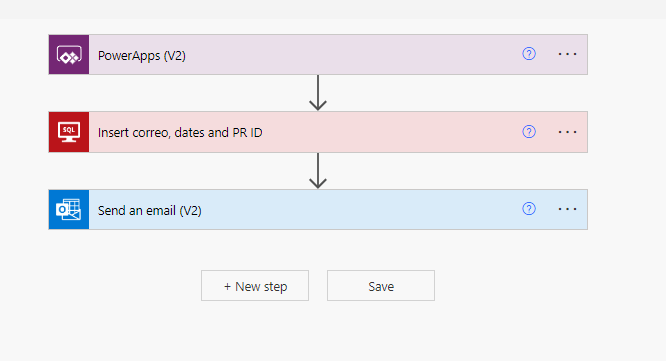 PowerApps (V2)
SQL
Insert correo, dates and PR ID
Send an email (V2)
+ New step
Save